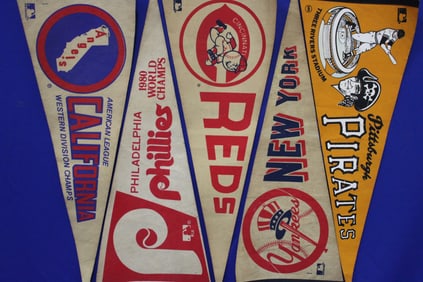 Angels
AMERICAN LEAGUE
CALIFORNIA
WESTERN DIVISION CHAMPS
1980
WORLD
CHAMPS
PHILADELPHIA
Phillies
P
CINCINNATI
REDS
NEW YORK
Yankees
THREE RIVERS STADIUM
Pittsburgh
PIRATES